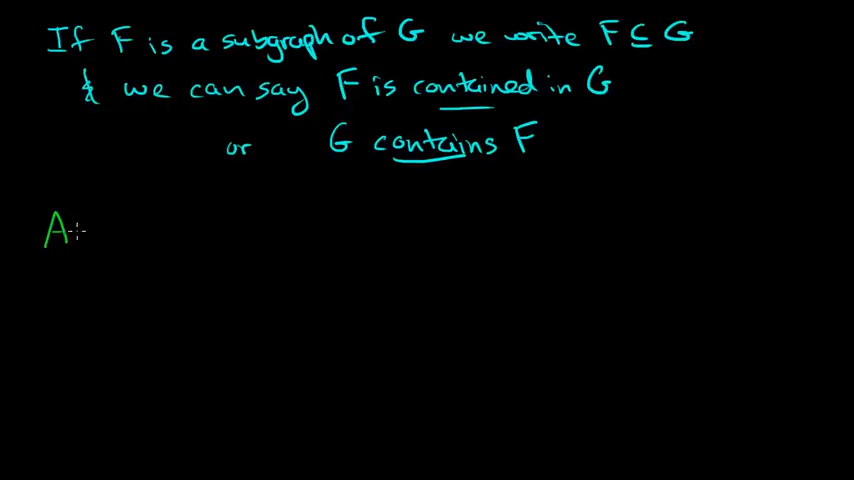 If F is a subgraph of G we write F ⊆ G
& we can say F is contained in G
or G contains F
A